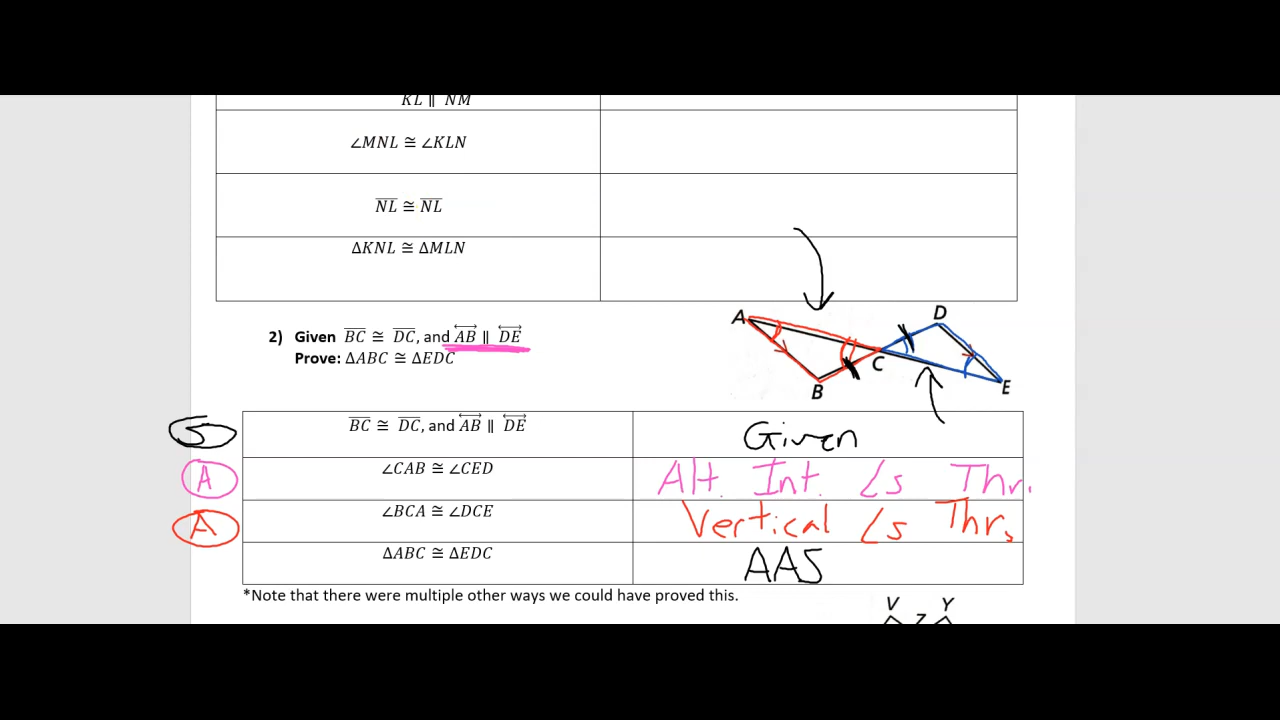 KL ∥ NM
∠MNL ≅ ∠KLN
NL ≅ NL
ΔKNL ≅ ΔMLN
2) Given BC ≅ DC, and AB ∥ DE
Prove: ΔABC ≅ ΔEDC
A
D
C
B
E
S
BC ≅ DC, and AB ∥ DE
Given
A
∠CAB ≅ ∠CED
Alt. Int. ∠s Thr.
A
∠BCA ≅ ∠DCE
Vertical ∠s Thr.
ΔABC ≅ ΔEDC
AAS
*Note that there were multiple other ways we could have proved this.
V
Y
Z